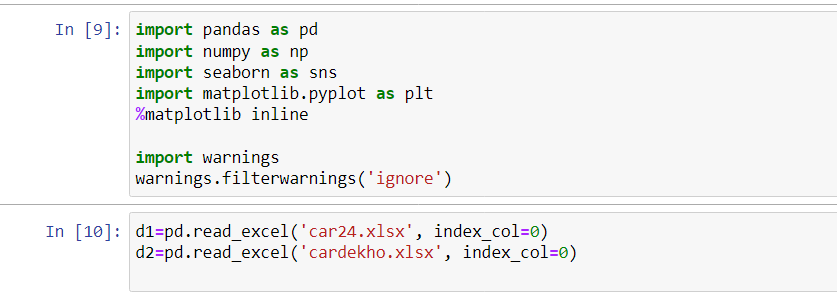 In [9]: import pandas as pd
import numpy as np
import seaborn as sns
import matplotlib.pyplot as plt
%matplotlib inline
import warnings
warnings.filterwarnings('ignore')
In [10]: d1=pd.read_excel('car24.xlsx', index_col=0)
d2=pd.read_excel('cardekho.xlsx', index_col=0)